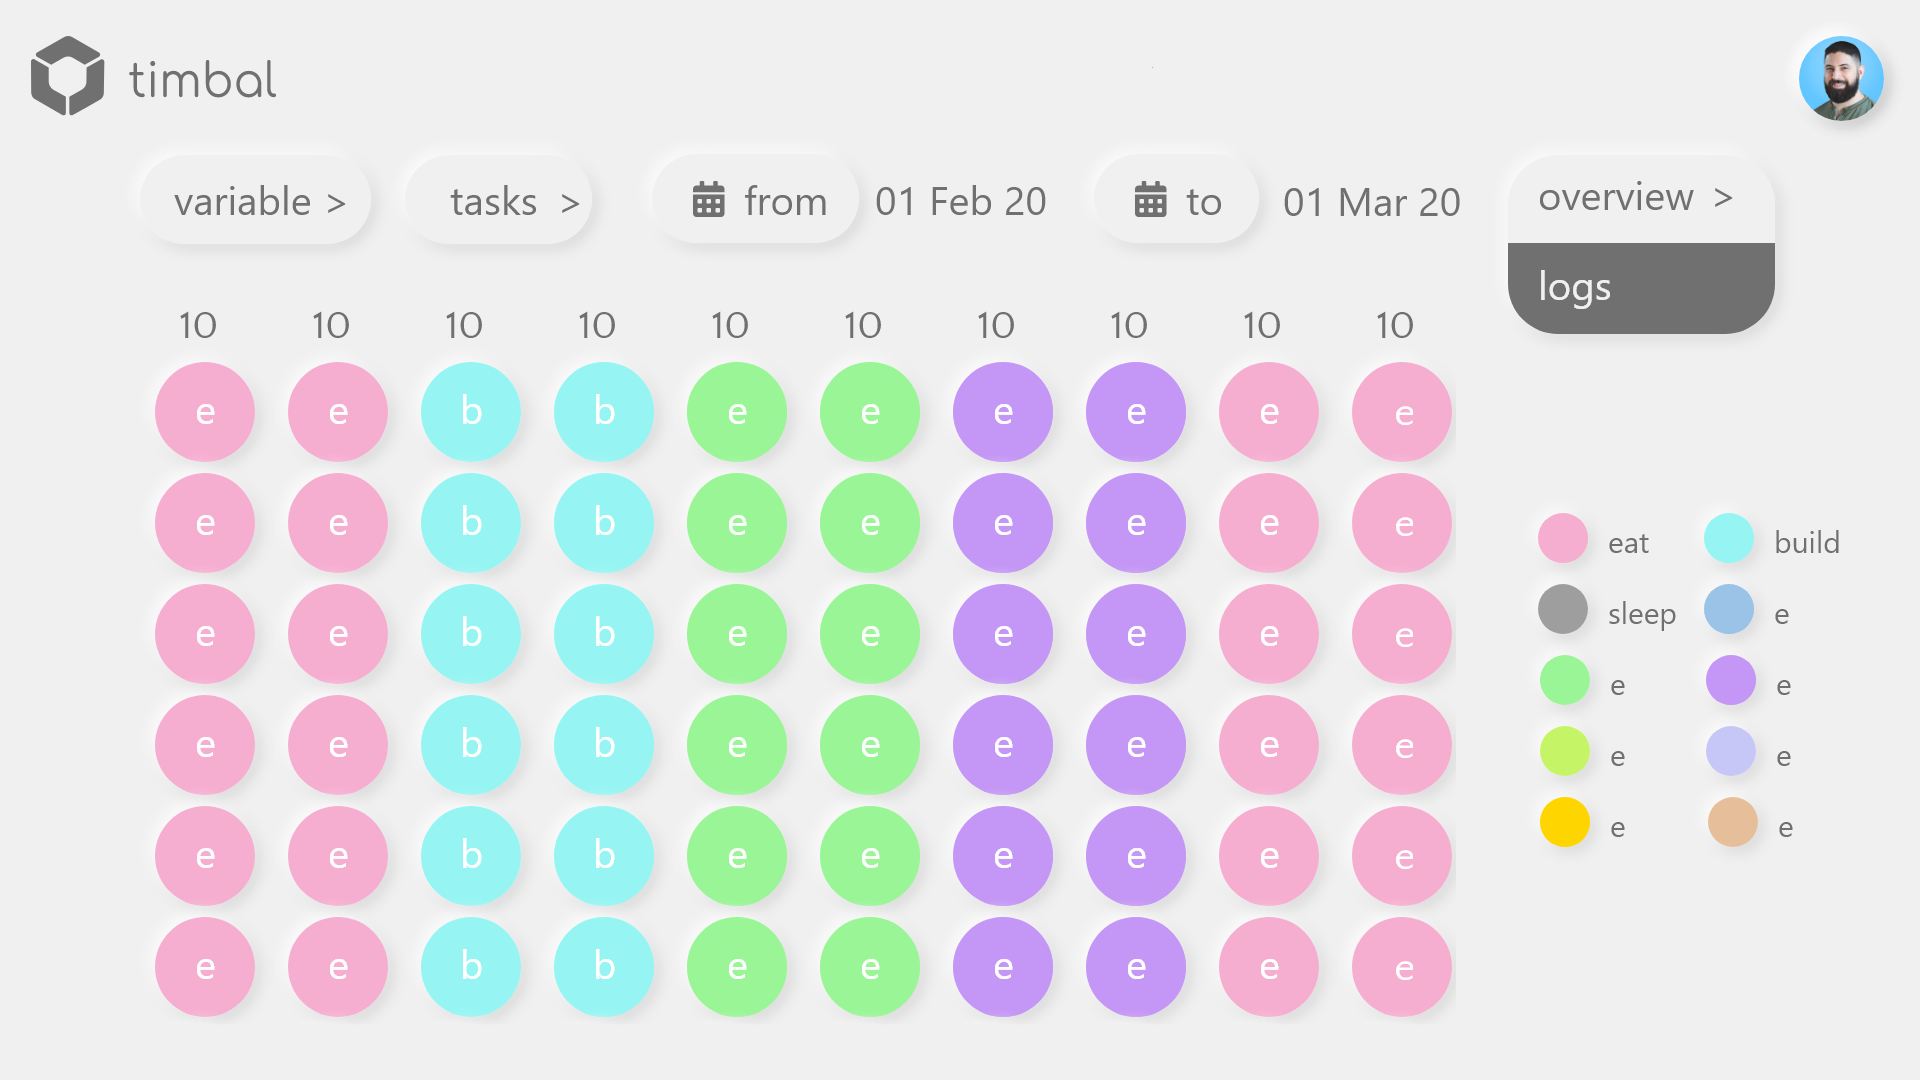 timbal
variable >
tasks >
from 01 Feb 20
to 01 Mar 20
overview >
logs
10 10 10 10 10 10 10 10 10 10
e e b b e e e e e e
e e b b e e e e e e
e e b b e e e e e e
e e b b e e e e e e
e e b b e e e e e e
e e b b e e e e e e
eat build
sleep e
e e
e e
e e